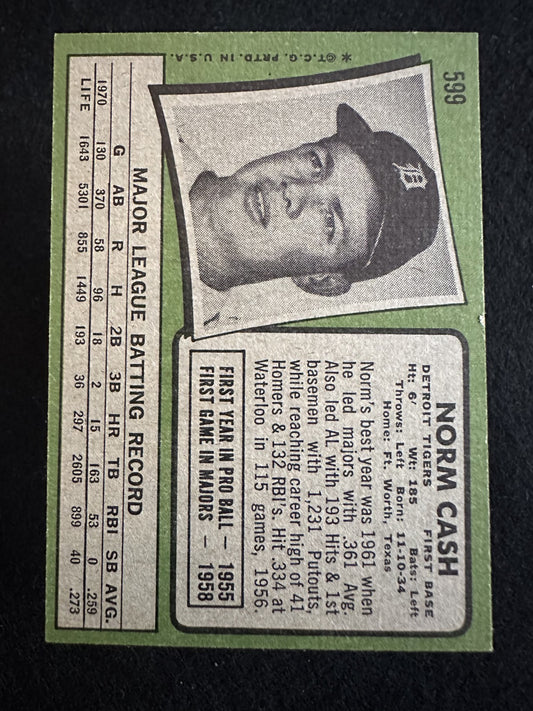 599
NORM CASH
DETROIT TIGERS FIRST BASE
Ht: 6' Wt: 185 Bats: Left
Throws: Left Born: 11-10-34
Home: Ft. Worth, Texas
Norm's best year was 1961 when
he led majors with .361 Avg.
Also led AL with 193 Hits & 1st
basemen with 1,231 Putouts,
while reaching career high of 41
Homers & 132 RBI's. Hit .334 at
Waterloo in 115 games, 1956.
FIRST YEAR IN PRO BALL — 1955
FIRST GAME IN MAJORS — 1958
D
MAJOR LEAGUE BATTING RECORD
G AB R H 2B 3B HR TB RBI SB AVG.
1970 130 370 58 96 18 2 15 163 53 0 .259
LIFE 1643 5301 855 1449 193 36 297 2605 899 40 .273
*©T.C.G. PRTD. IN U.S.A.